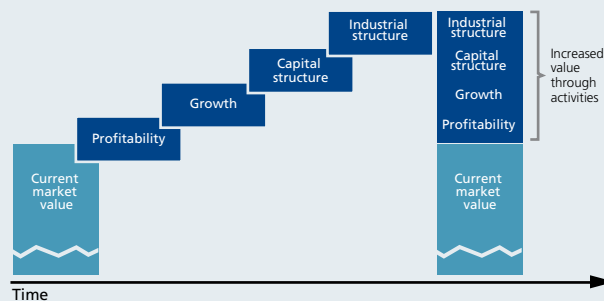 Industrial
structure
Capital
structure
Growth
Profitability
Current
market
value
Industrial
structure
Capital
structure
Growth
Profitability
Current
market
value
Increased
value
through
activities
Time